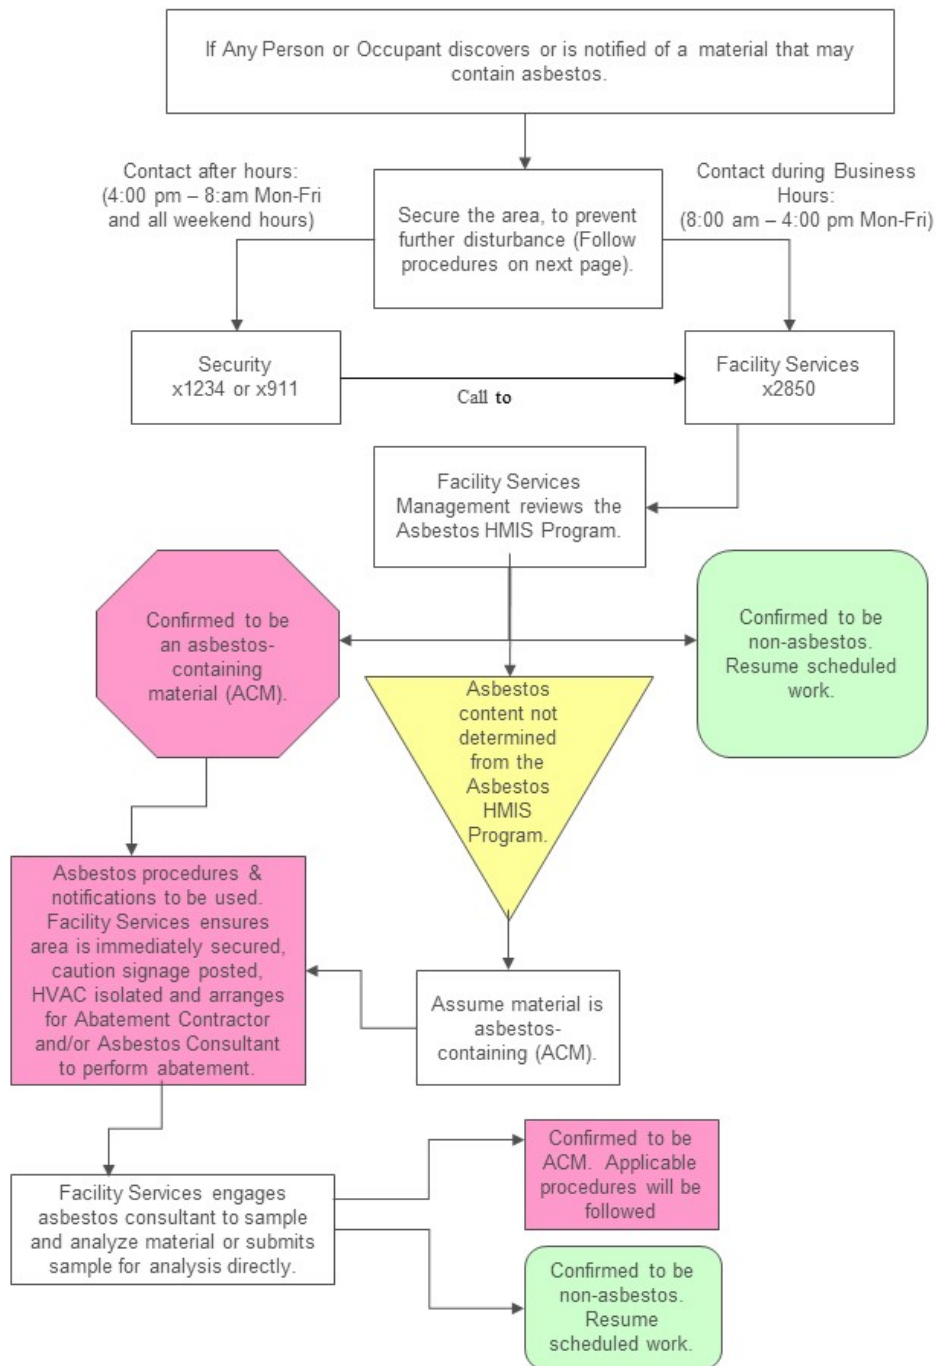 If Any Person or Occupant discovers or is notified of a material that may
contain asbestos.
Contact after hours:
(4:00 pm – 8:am Mon-Fri
and all weekend hours)
Secure the area, to prevent
further disturbance (Follow
procedures on next page).
Contact during Business
Hours:
(8:00 am – 4:00 pm Mon-Fri)
Security
x1234 or x911
Call to
Facility Services
x2850
Facility Services
Management reviews the
Asbestos HMIS Program.
Confirmed to be
an asbestos-
containing
material (ACM).
Asbestos
content not
determined
from the
Asbestos
HMIS
Program.
Confirmed to be
non-asbestos.
Resume scheduled
work.
Asbestos procedures &
notifications to be used.
Facility Services ensures
area is immediately secured,
caution signage posted,
HVAC isolated and arranges
for Abatement Contractor
and/or Asbestos Consultant
to perform abatement.
Assume material is
asbestos-
containing (ACM).
Facility Services engages
asbestos consultant to sample
and analyze material or submits
sample for analysis directly.
Confirmed to be
ACM. Applicable
procedures will be
followed
Confirmed to be
non-asbestos.
Resume
scheduled work.